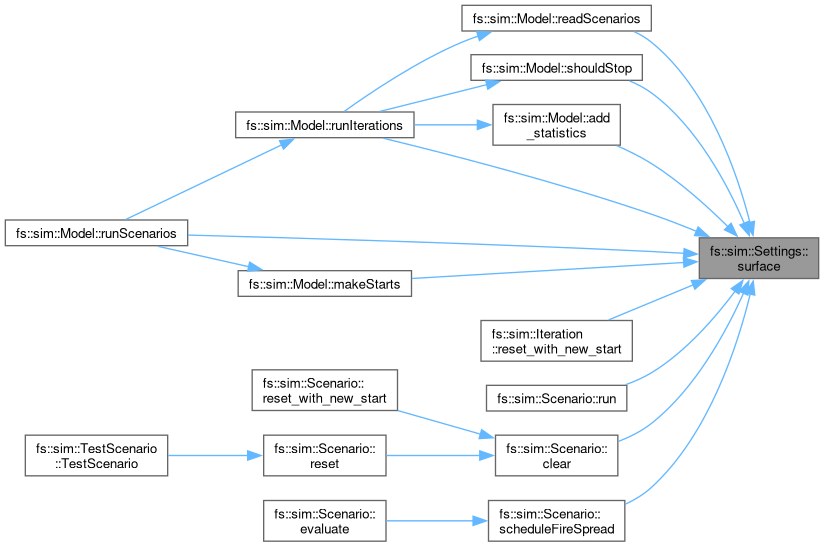 fs::sim::Model::readScenarios
fs::sim::Model::shouldStop
fs::sim::Model::add
_statistics
fs::sim::Model::runIterations
fs::sim::Model::runScenarios
fs::sim::Settings::
surface
fs::sim::Model::makeStarts
fs::sim::Iteration
::reset_with_new_start
fs::sim::Scenario::
reset_with_new_start
fs::sim::Scenario::run
fs::sim::TestScenario
::TestScenario
fs::sim::Scenario::
reset
fs::sim::Scenario::
clear
fs::sim::Scenario::
evaluate
fs::sim::Scenario::
scheduleFireSpread